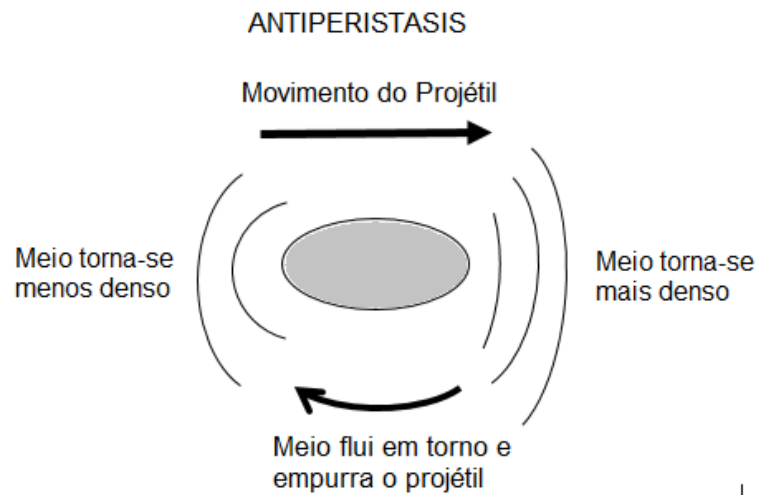 ANTIPERISTASIS
Movimento do Projétil
Meio torna-se
menos denso
Meio torna-se
mais denso
Meio flui em torno e
empurra o projétil